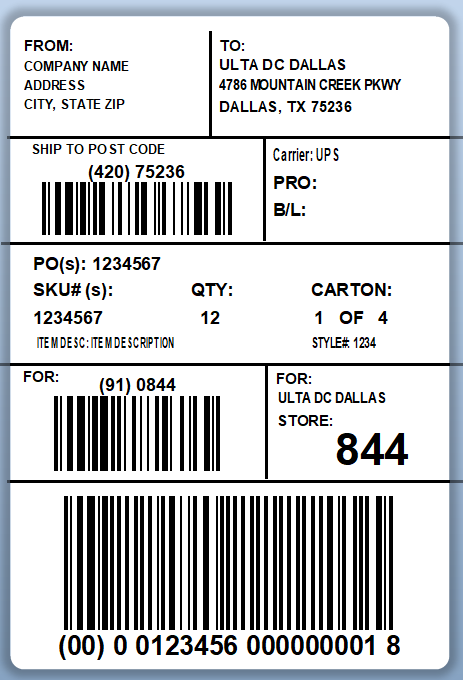 FROM:
COMPANY NAME
ADDRESS
CITY, STATE ZIP
TO:
ULTA DC DALLAS
4786 MOUNTAIN CREEK PKWY
DALLAS, TX 75236
SHIP TO POST CODE
(420) 75236
Carrier: UPS
PRO:
B/L:
PO(s): 1234567
SKU# (s): QTY: CARTON:
1234567 12 1 OF 4
ITEM DESC: ITEM DESCRIPTION STYLE#: 1234
FOR:
(91) 0844
FOR:
ULTA DC DALLAS
STORE:
844
(00) 0 0123456 000000001 8